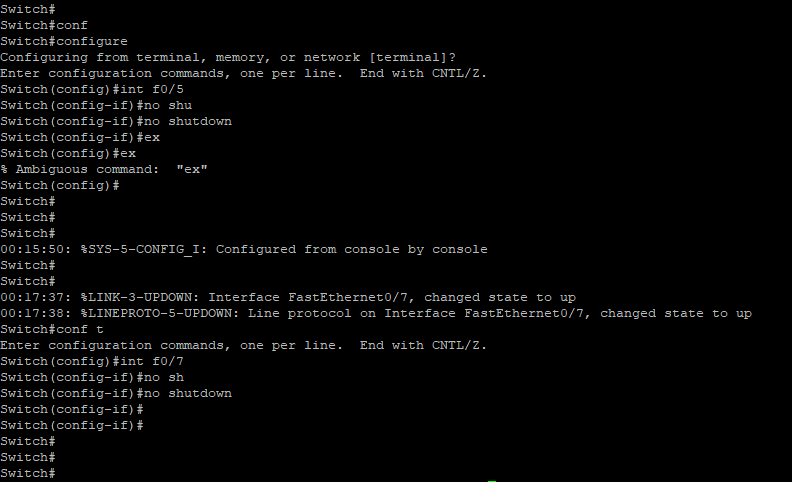 Switch#
Switch#conf
Switch#configure
Configuring from terminal, memory, or network [terminal]?
Enter configuration commands, one per line.  End with CNTL/Z.
Switch(config)#int f0/5
Switch(config-if)#no shu
Switch(config-if)#no shutdown
Switch(config-if)#ex
Switch(config)#ex
% Ambiguous command:  "ex"
Switch(config)#
Switch#
Switch#
Switch#
00:15:50: %SYS-5-CONFIG_I: Configured from console by console
Switch#
Switch#
00:17:37: %LINK-3-UPDOWN: Interface FastEthernet0/7, changed state to up
00:17:38: %LINEPROTO-5-UPDOWN: Line protocol on Interface FastEthernet0/7, changed state to up
Switch#conf t
Enter configuration commands, one per line.  End with CNTL/Z.
Switch(config)#int f0/7
Switch(config-if)#no sh
Switch(config-if)#no shutdown
Switch(config-if)#
Switch(config-if)#
Switch#
Switch#
Switch#